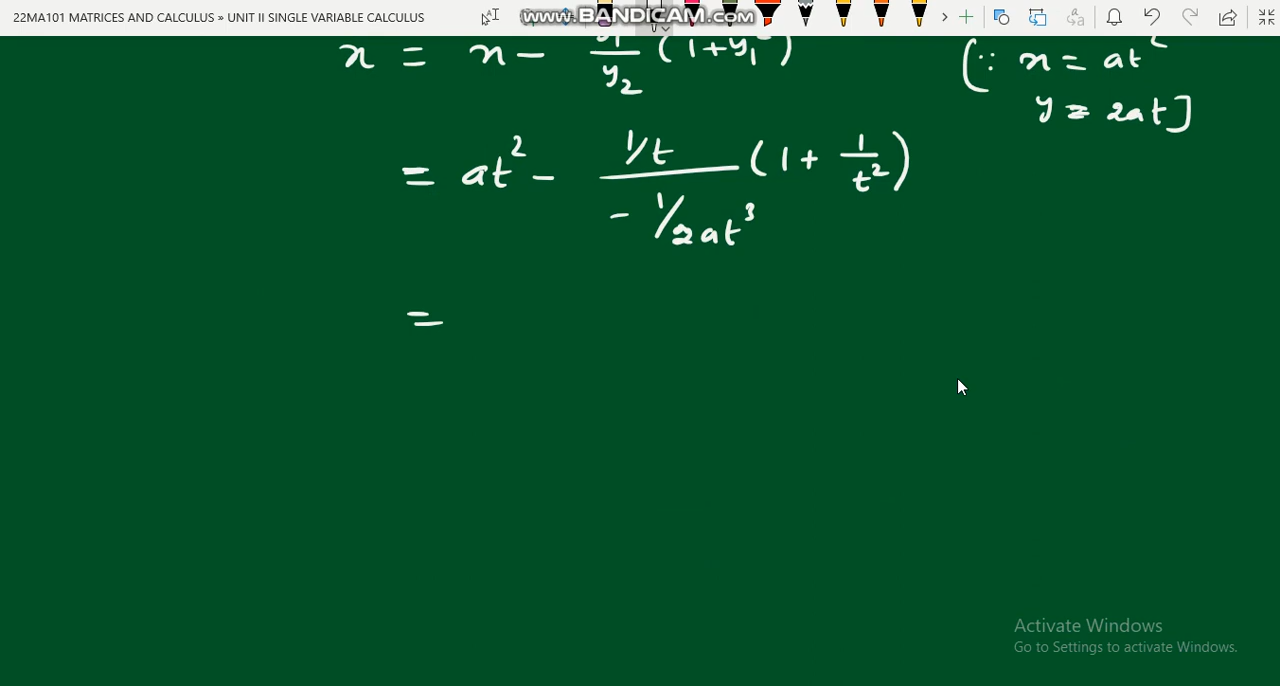 22MA101 MATRICES AND CALCULUS » UNIT II SINGLE VARIABLE CALCULUS
www.BANDICAM.com
x = x - y1/y2 (1+y1²)
(∵ x = at²
y = 2at]
= at² - (1/t)/(-1/2at³) (1 + 1/t²)
=
Activate Windows
Go to Settings to activate Windows.